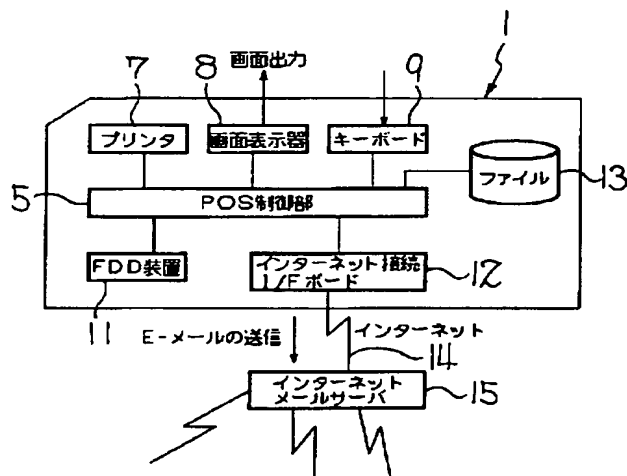 1
7
8
画面出力
9
プリンタ
画面表示器
キーボード
ファイル
13
5
POS制御部
FDD装置
インターネット接続
I/Fボード
12
11
E-メールの送信
インターネット
14
インターネット
メールサーバ
15